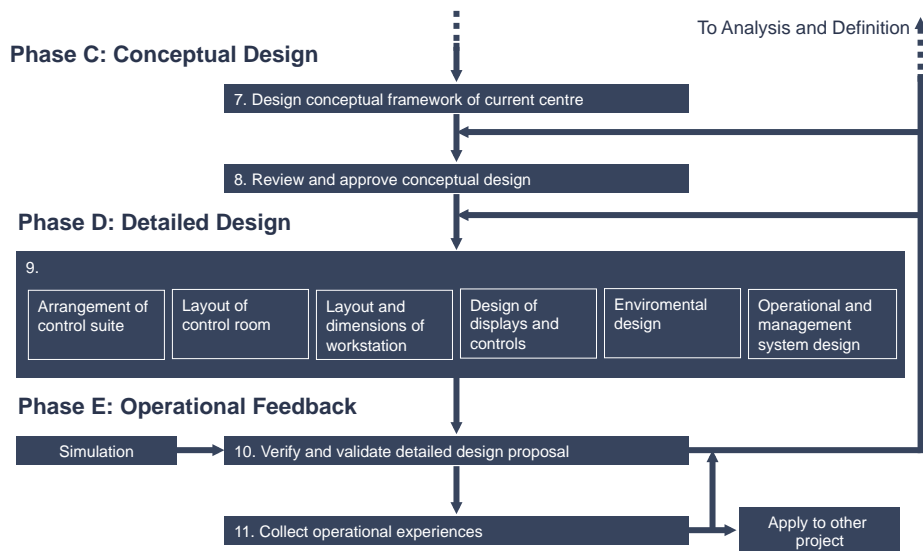 To Analysis and Definition
Phase C: Conceptual Design
7. Design conceptual framework of current centre
8. Review and approve conceptual design
Phase D: Detailed Design
9.
Arrangement of
control suite
Layout of
control room
Layout and
dimensions of
workstation
Design of
displays and
controls
Enviromental
design
Operational and
management
system design
Phase E: Operational Feedback
Simulation
10. Verify and validate detailed design proposal
11. Collect operational experiences
Apply to other
project